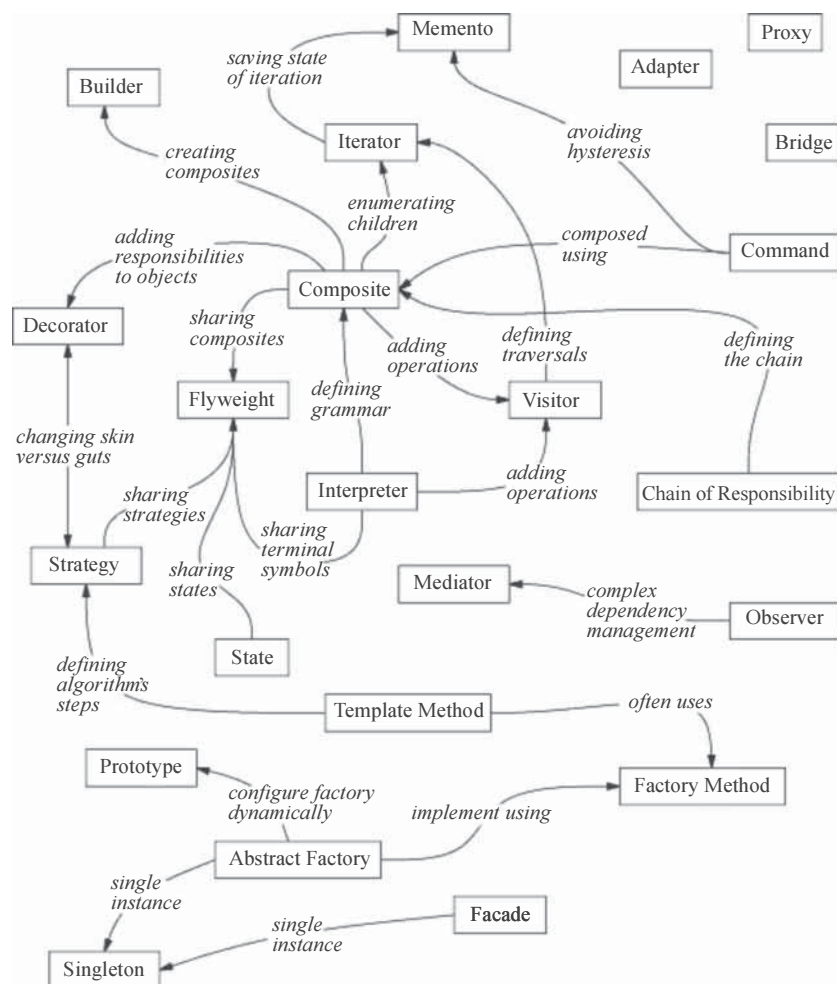 Memento
Proxy
saving state
of iteration
Adapter
Builder
avoiding
hysteresis
Bridge
Iterator
creating
composites
enumerating
children
adding
responsibilities
to objects
composed
using
Command
Composite
Decorator
sharing
composites
adding
operations
defining
traversals
defining
the chain
defining
grammar
Flyweight
Visitor
changing skin
versus guts
sharing
strategies
Interpreter
adding
operations
Chain of Responsibility
sharing
terminal
symbols
Strategy
sharing
states
Mediator
complex
dependency
management
Observer
State
defining
algorithm's
steps
Template Method
often uses
Prototype
Factory Method
configure factory
dynamically
implement using
Abstract Factory
single
instance
Facade
single
instance
Singleton